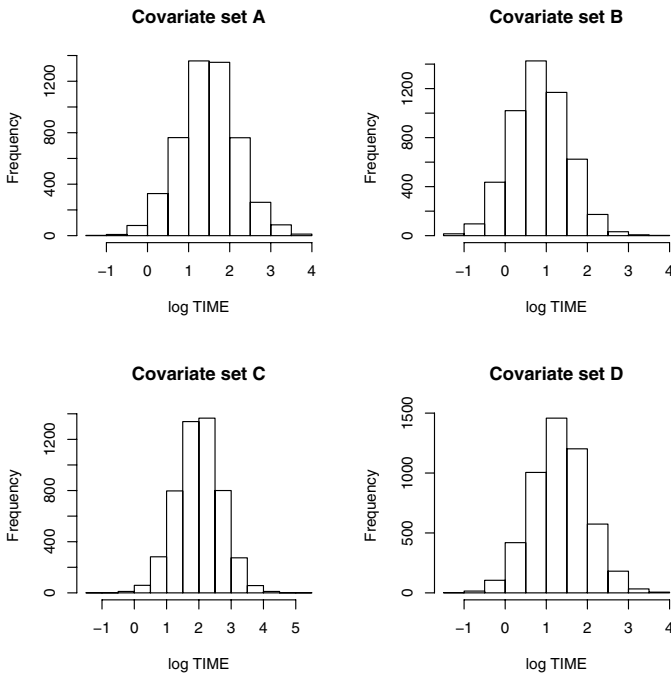 Covariate set A
Frequency
0 400 800 1200
−1 0 1 2 3 4
log TIME
Covariate set B
Frequency
0 400 800 1200
−1 0 1 2 3 4
log TIME
Covariate set C
Frequency
0 400 800 1200
−1 0 1 2 3 4 5
log TIME
Covariate set D
Frequency
0 500 1000 1500
−1 0 1 2 3 4
log TIME